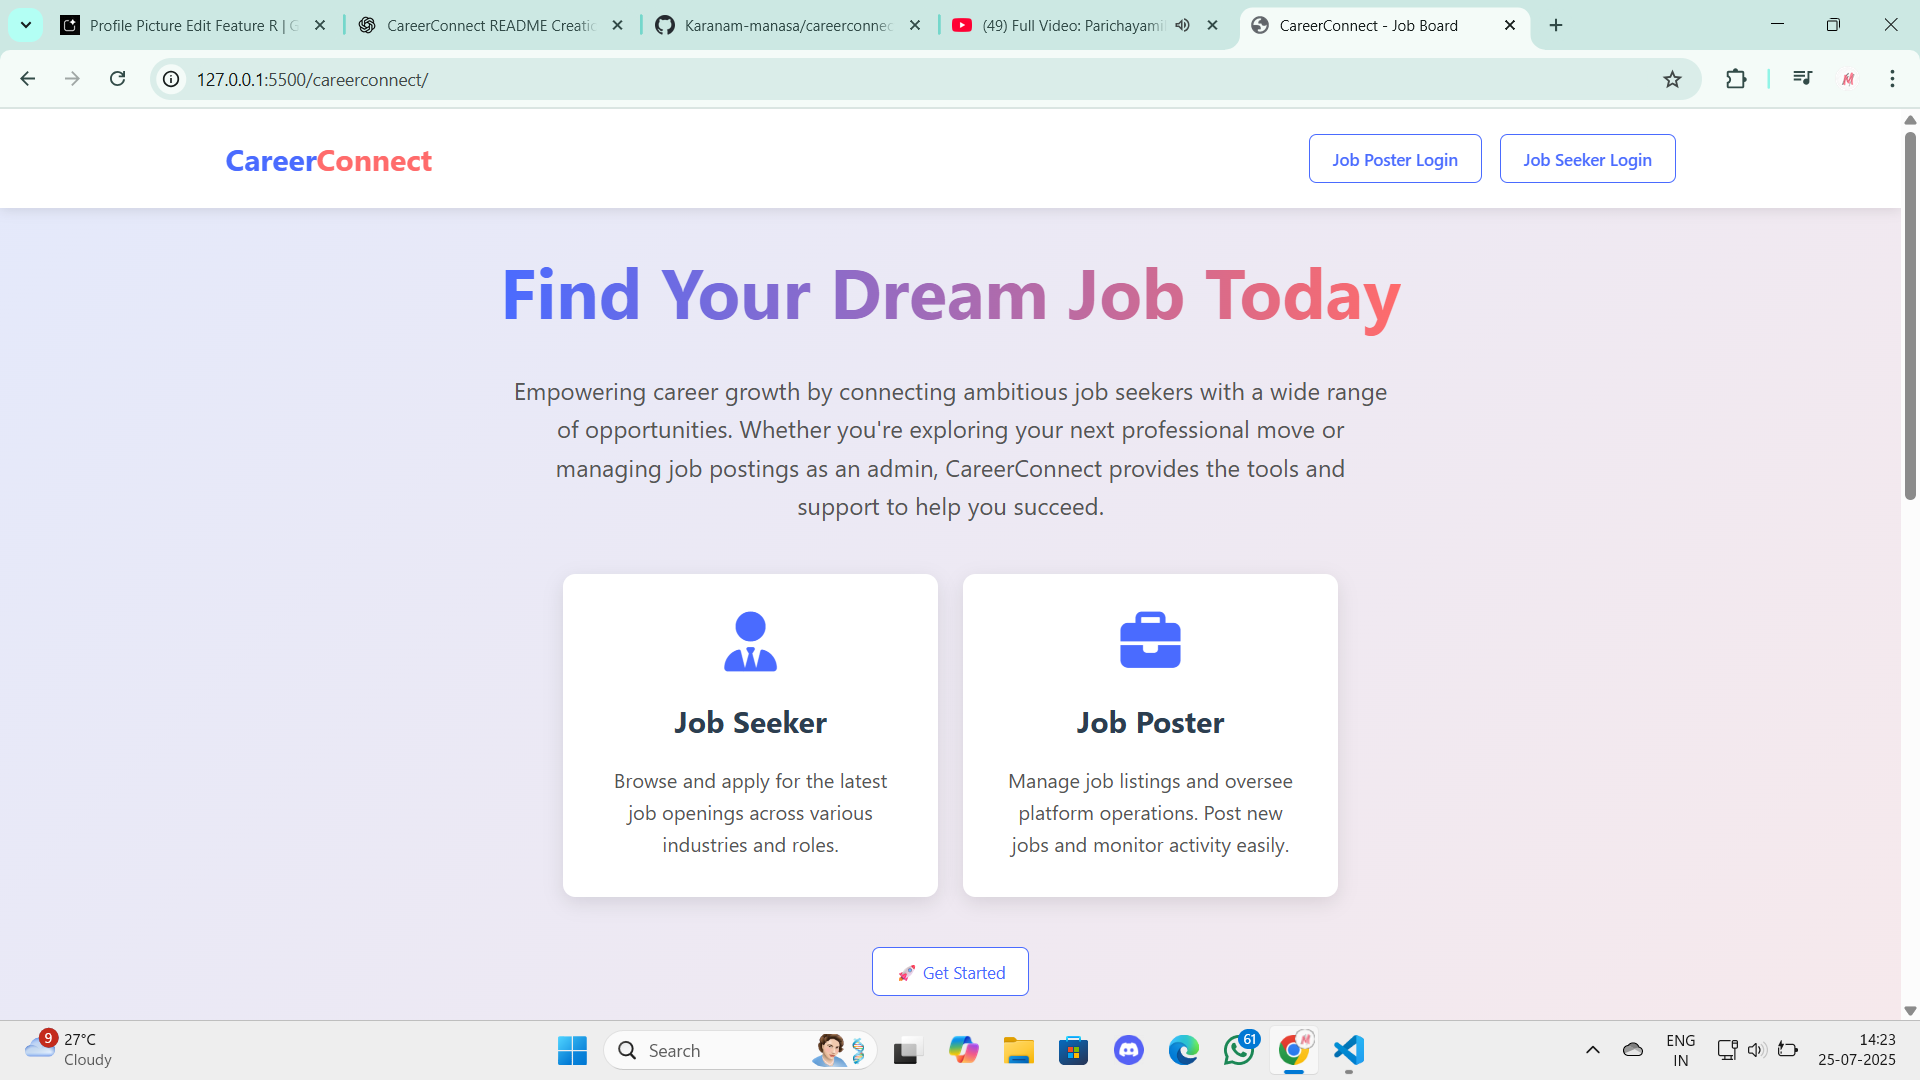 Profile Picture Edit Feature R | G
CareerConnect README Creatic
Karanam-manasa/careerconnec
(49) Full Video: Parichayami
CareerConnect - Job Board
127.0.0.1:5500/careerconnect/
CareerConnect
Job Poster Login
Job Seeker Login
Find Your Dream Job Today
Empowering career growth by connecting ambitious job seekers with a wide range
of opportunities. Whether you're exploring your next professional move or
managing job postings as an admin, CareerConnect provides the tools and
support to help you succeed.
Job Seeker
Browse and apply for the latest
job openings across various
industries and roles.
Job Poster
Manage job listings and oversee
platform operations. Post new
jobs and monitor activity easily.
🚀 Get Started
9
27°C
Cloudy
Search
61
ENG
IN
14:23
25-07-2025